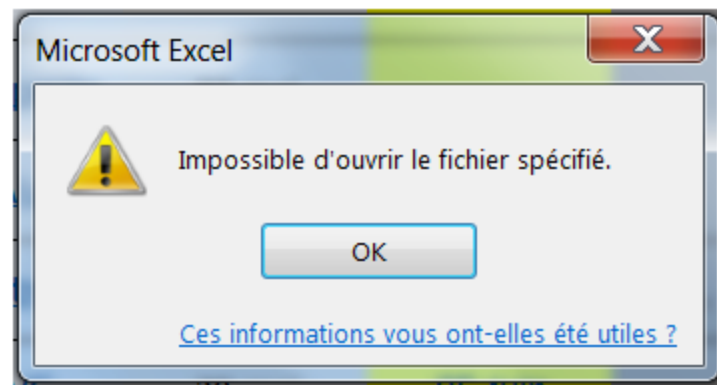 Microsoft Excel
Impossible d'ouvrir le fichier spécifié.
OK
Ces informations vous ont-elles été utiles ?